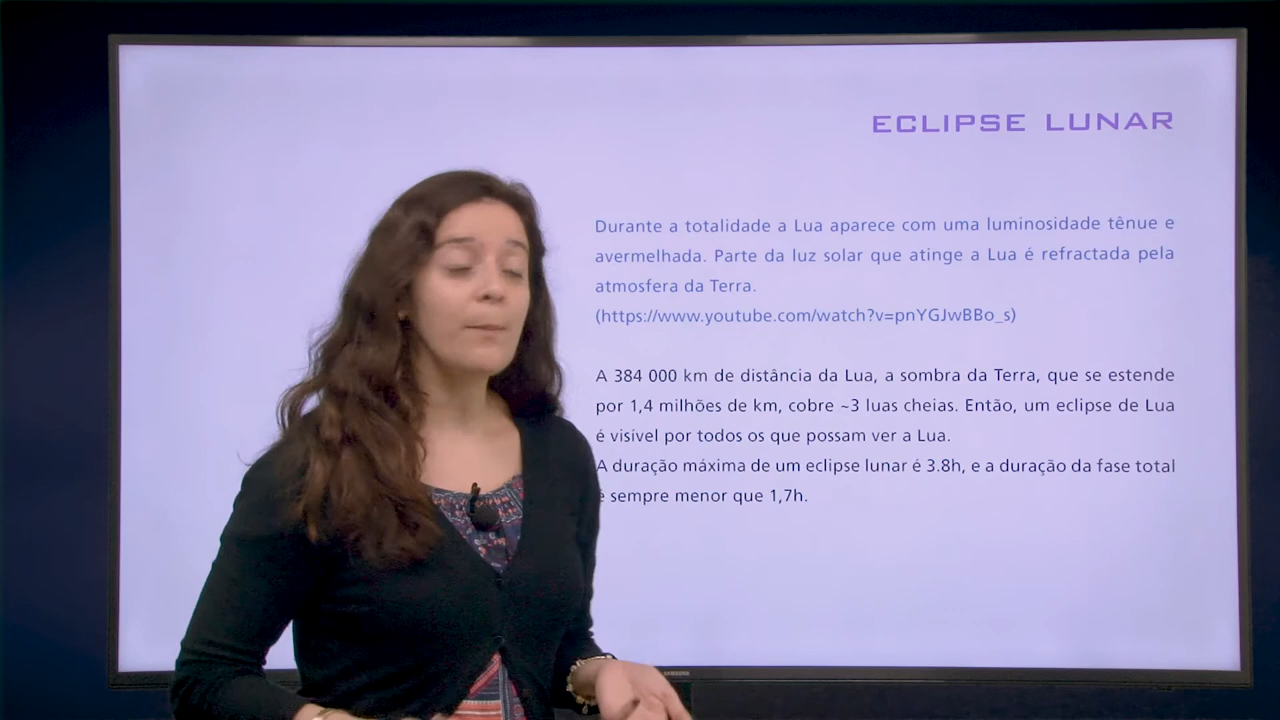 ECLIPSE LUNAR
Durante a totalidade a Lua aparece com uma luminosidade tênue e
avermelhada. Parte da luz solar que atinge a Lua é refractada pela
atmosfera da Terra.
(https://www.youtube.com/watch?v=pnYGJwBBo_s)
A 384 000 km de distância da Lua, a sombra da Terra, que se estende
por 1,4 milhões de km, cobre ~3 luas cheias. Então, um eclipse de Lua
é visível por todos os que possam ver a Lua.
A duração máxima de um eclipse lunar é 3.8h, e a duração da fase total
é sempre menor que 1,7h.
SAMSUNG